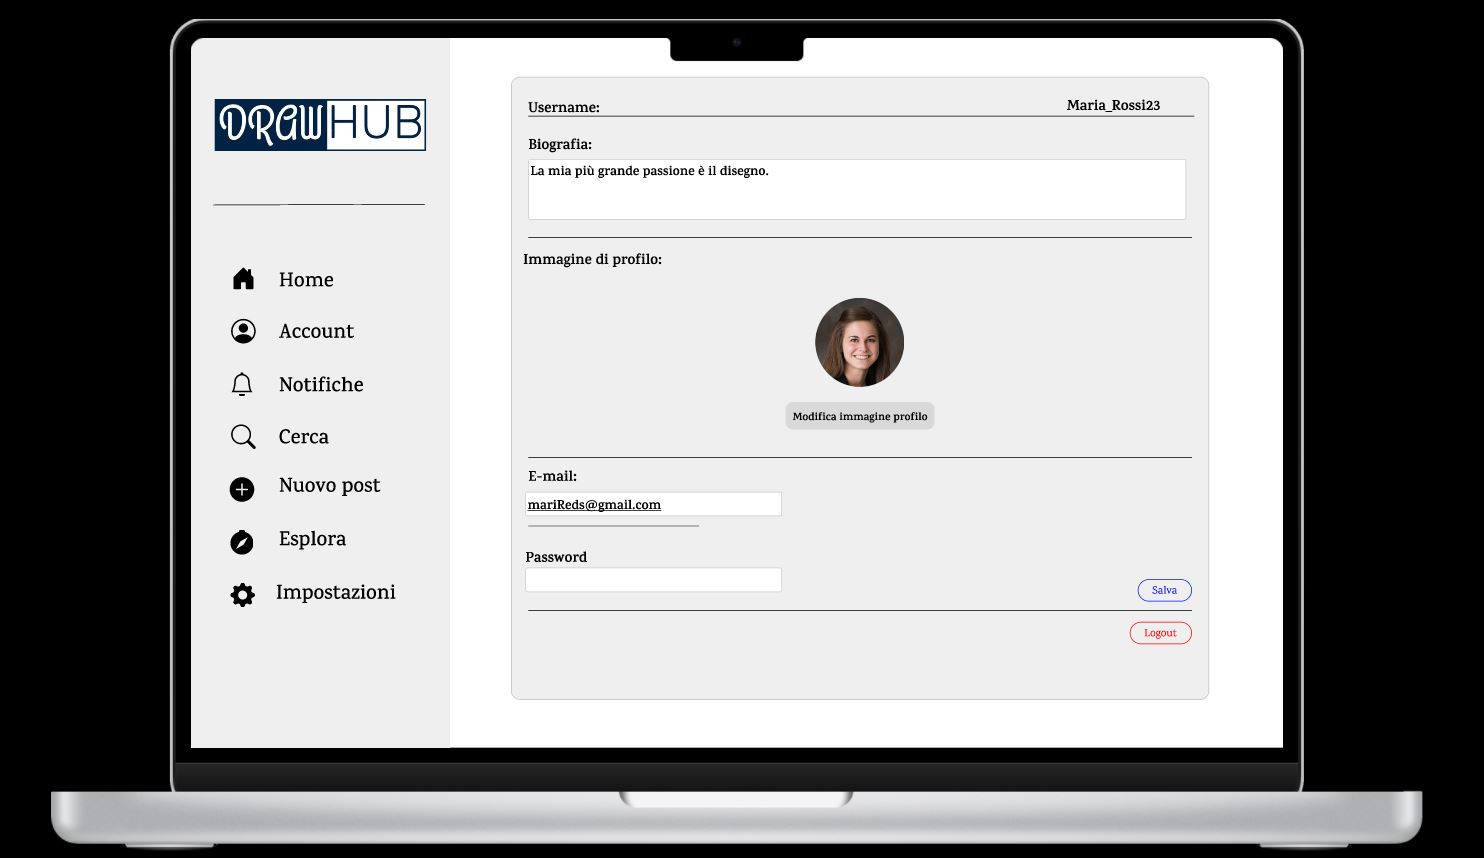 DRAWHUB
Home
Account
Notifiche
Cerca
Nuovo post
Esplora
Impostazioni
Username: Maria_Rossi23
Biografia:
La mia più grande passione è il disegno.
Immagine di profilo:
Modifica immagine profilo
E-mail:
mariReds@gmail.com
Password
Salva
Logout